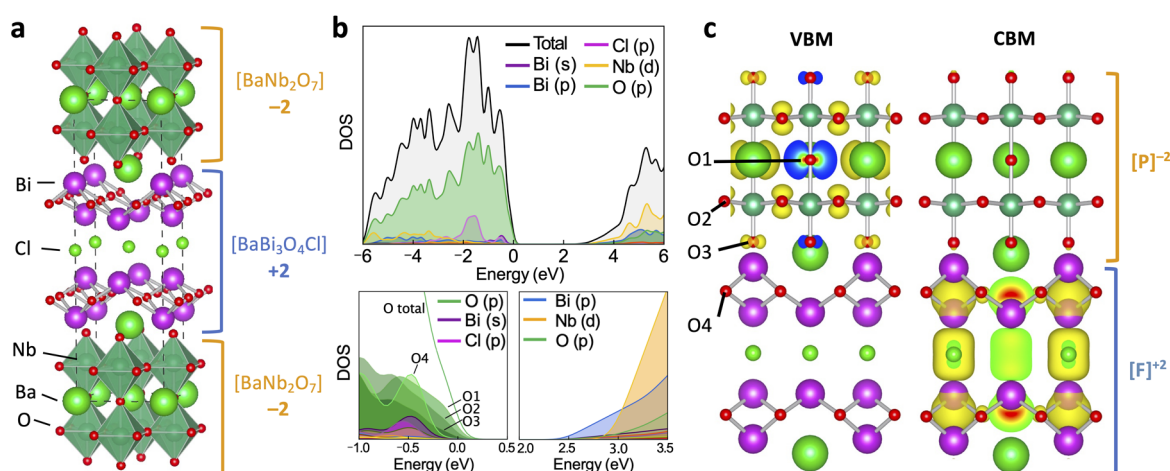 a
[BaNb₂O₇]
−2
Bi
Cl
[BaBi₃O₄Cl]
+2
Nb
Ba
O
[BaNb₂O₇]
−2
b
DOS
Total
Bi (s)
Bi (p)
Cl (p)
Nb (d)
O (p)
−6 −4 −2 0 2 4 6
Energy (eV)
DOS
O total
O (p)
Bi (s)
Cl (p)
O4
O1
O2
O3
-1.0 -0.5 0.0 0.5
Energy (eV)
Bi (p)
Nb (d)
O (p)
2.0 2.5 3.0 3.5
Energy (eV)
c
VBM
CBM
O1
O2
O3
O4
[P]⁻²
[F]⁺²